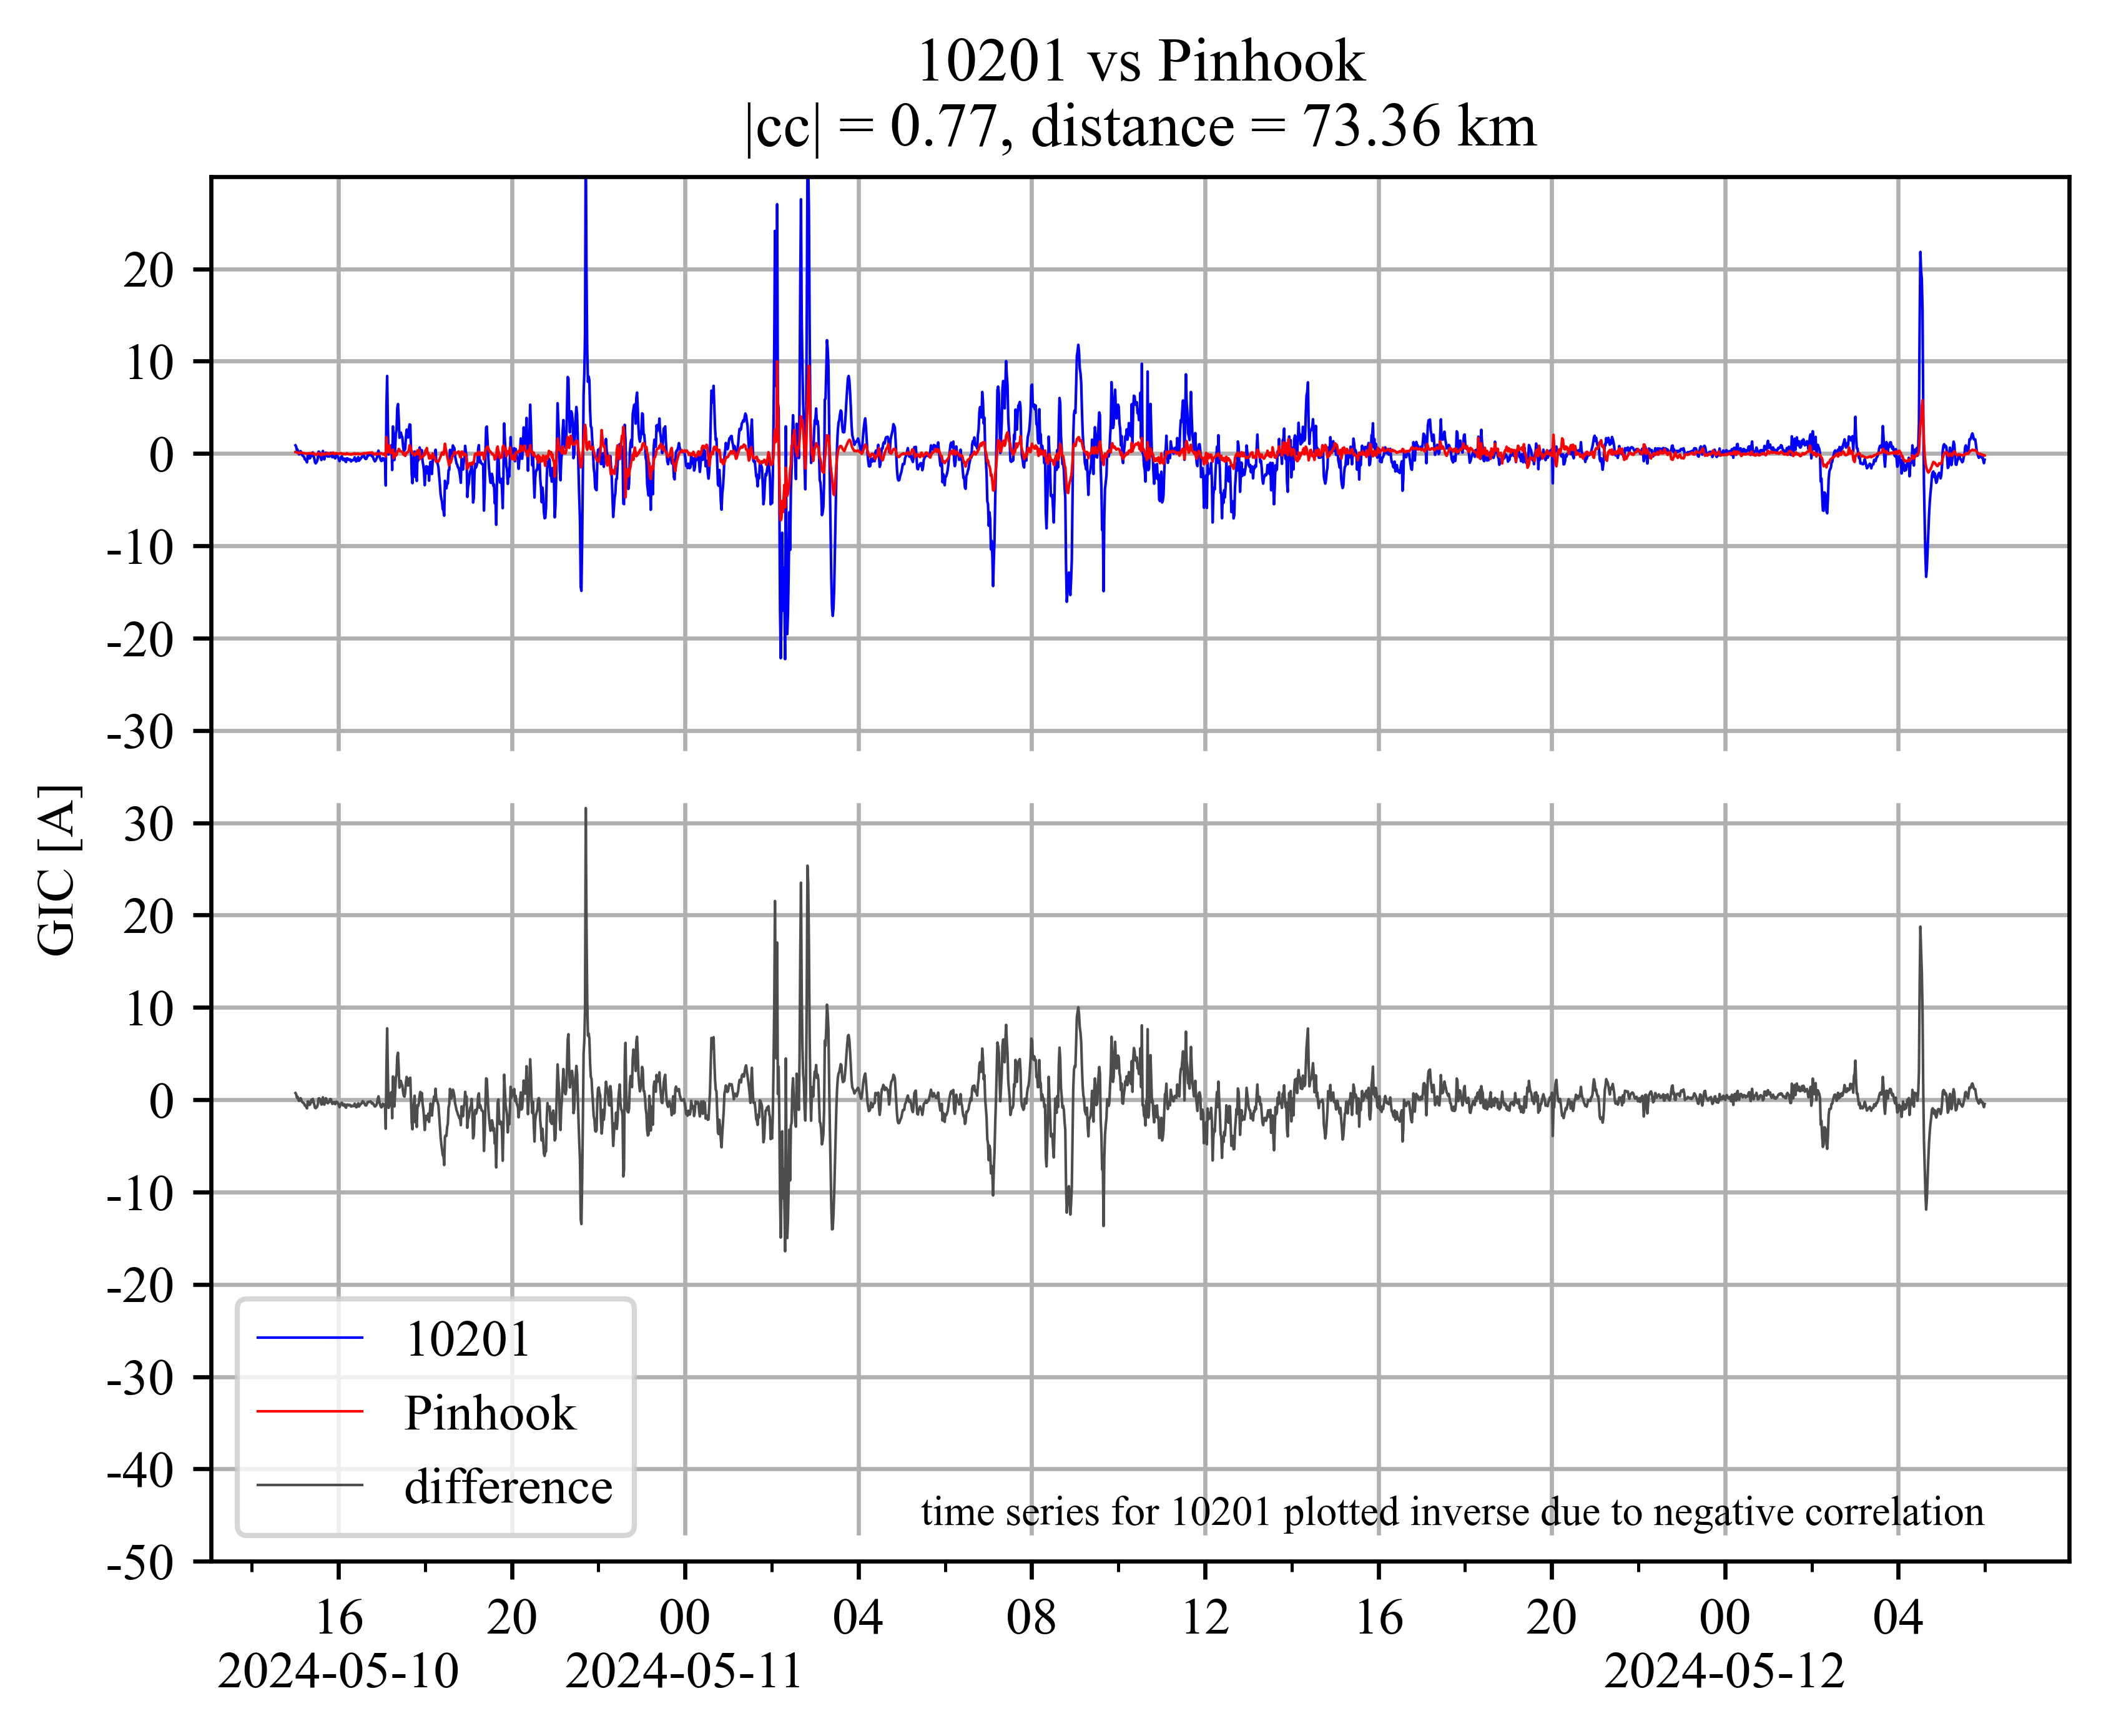 10201 vs Pinhook
|cc| = 0.77, distance = 73.36 km
20
10
0
-10
-20
-30
30
20
10
0
-10
-20
-30
-40
-50
GIC [A]
10201
Pinhook
difference
time series for 10201 plotted inverse due to negative correlation
16 20 00 04 08 12 16 20 00 04
2024-05-10 2024-05-11 2024-05-12